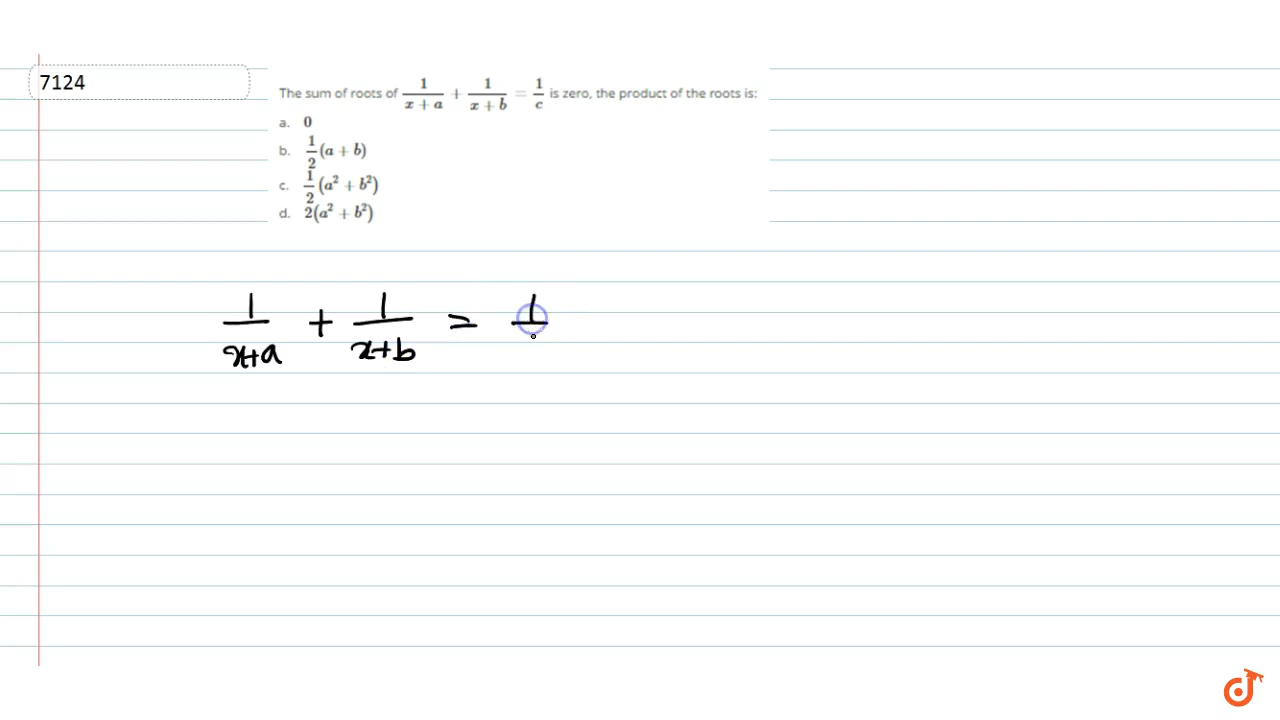 7124
The sum of roots of 1/(x + a) + 1/(x + b) = 1/c is zero, the product of the roots is:
a. 0
b. 1/2 (a + b)
c. 1/2 (a² + b²)
d. 2(a² + b²)
1/(x+a) + 1/(x+b) = 1